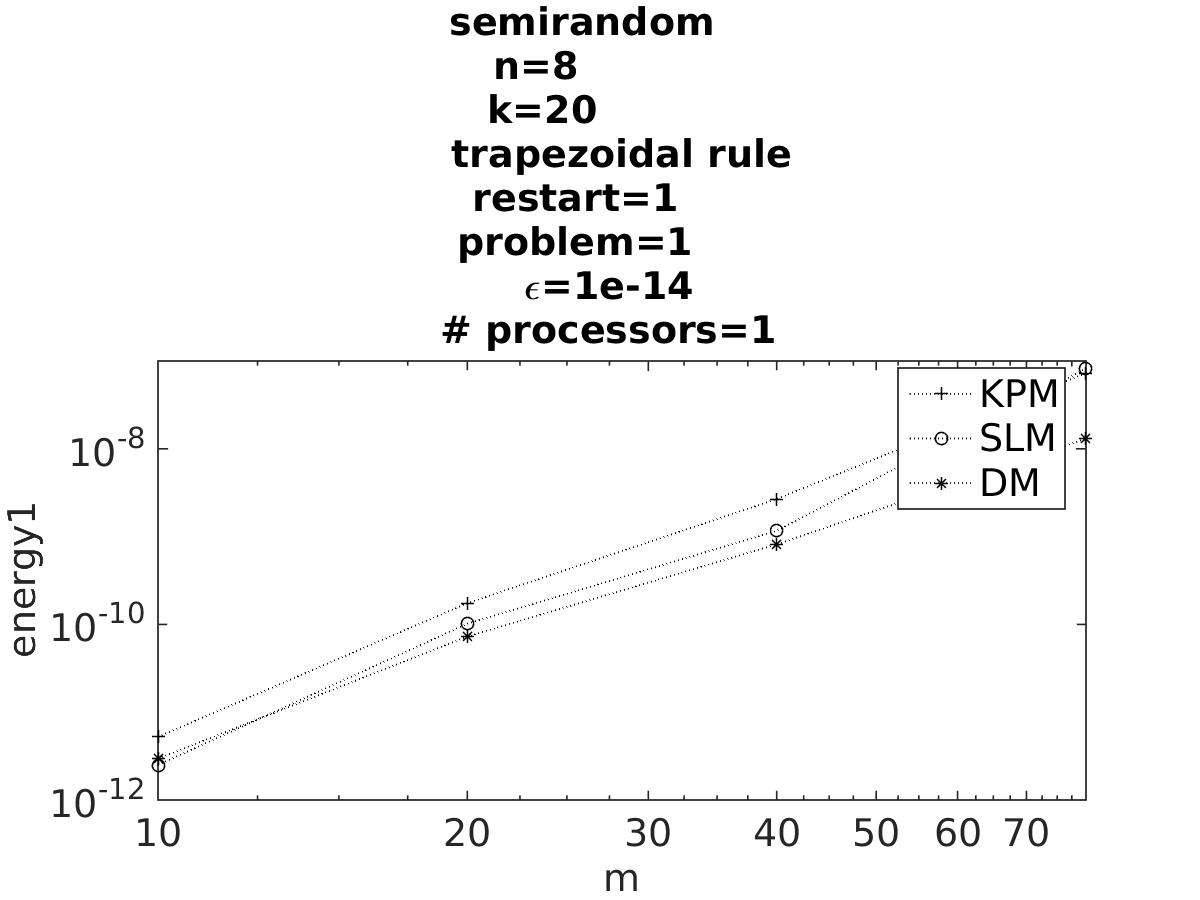 semirandom
n=8
k=20
trapezoidal rule
restart=1
problem=1
ϵ=1e-14
# processors=1
KPM
SLM
DM
10^-8
10^-10
10^-12
energy1
10 20 30 40 50 60 70
m